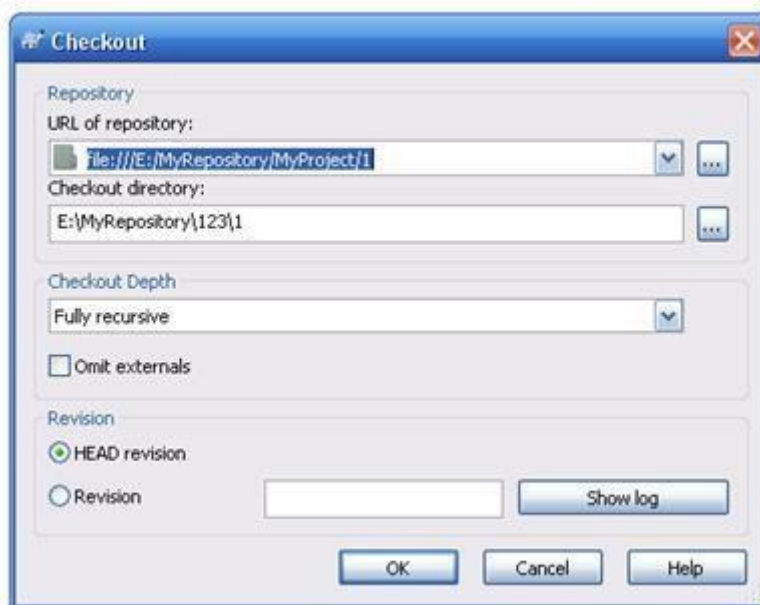 Checkout
Repository
URL of repository:
file:///E:/MyRepository/MyProject/1
...
Checkout directory:
E:\MyRepository\123\1
...
Checkout Depth
Fully recursive
Omit externals
Revision
HEAD revision
Revision
Show log
OK Cancel Help